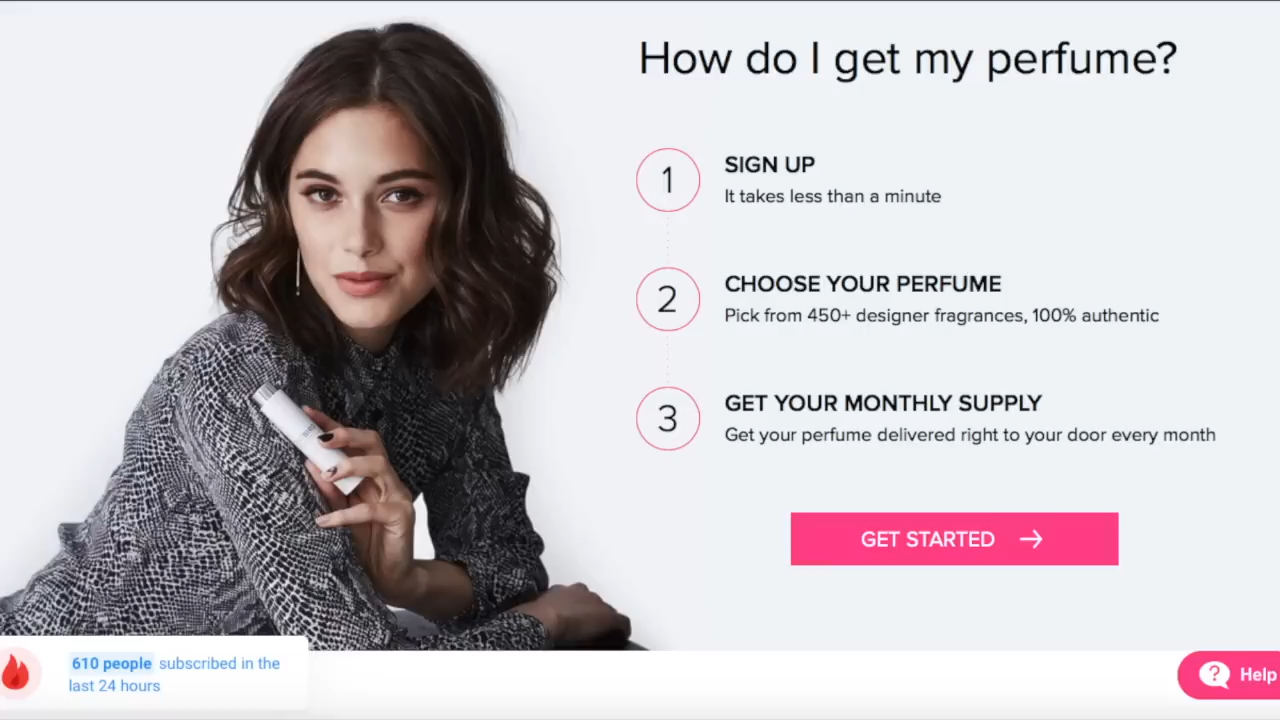 How do I get my perfume?
1
SIGN UP
It takes less than a minute
2
CHOOSE YOUR PERFUME
Pick from 450+ designer fragrances, 100% authentic
3
GET YOUR MONTHLY SUPPLY
Get your perfume delivered right to your door every month
GET STARTED →
610 people subscribed in the
last 24 hours
? Help